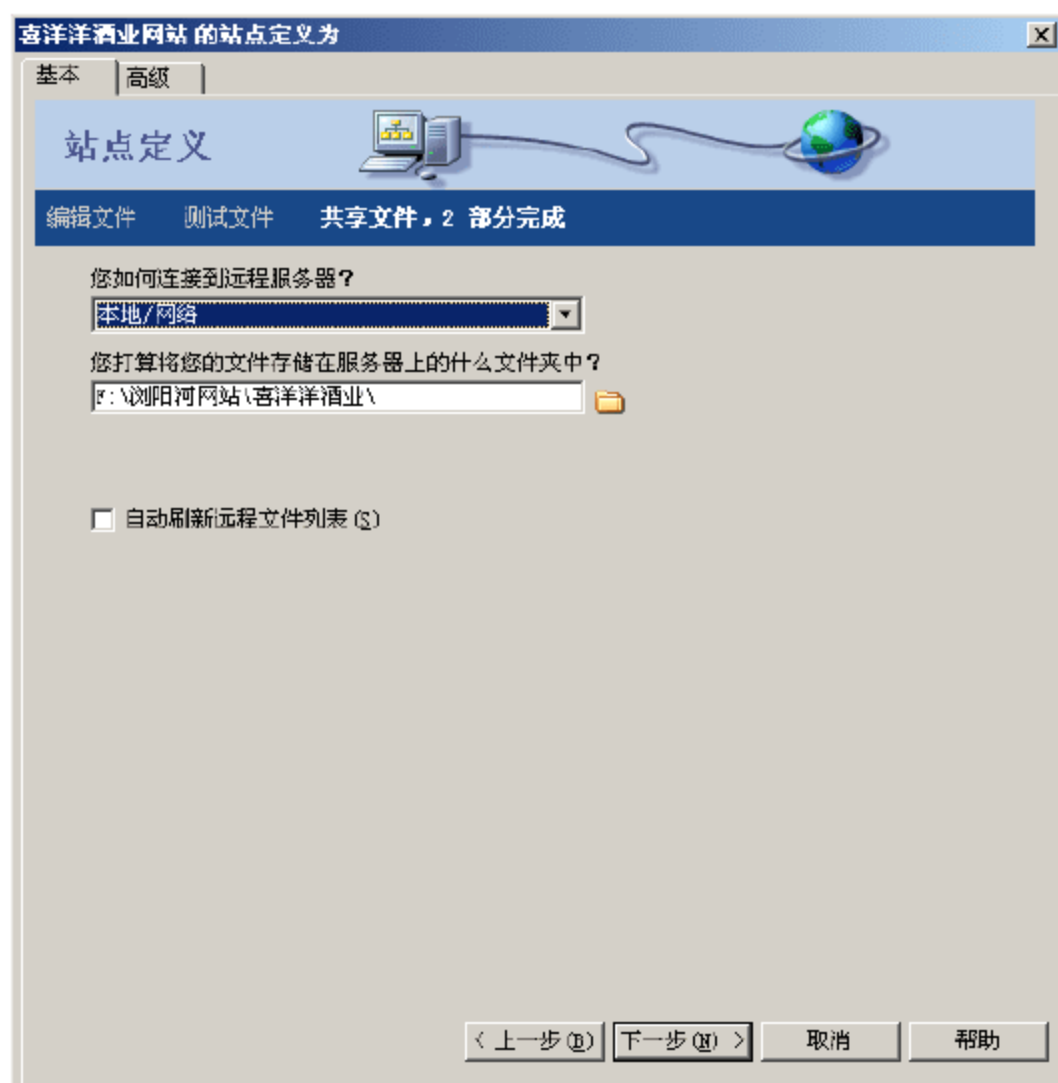 喜洋洋酒业网站 的站点定义为
基本 高级
站点定义
编辑文件 测试文件 共享文件，2 部分完成
您如何连接到远程服务器？
本地/网络
您打算将您的文件存储在服务器上的什么文件夹中？
F:\浏阳河网站\喜洋洋酒业\
自动刷新远程文件列表(S)
< 上一步(B) 下一步(N) > 取消 帮助